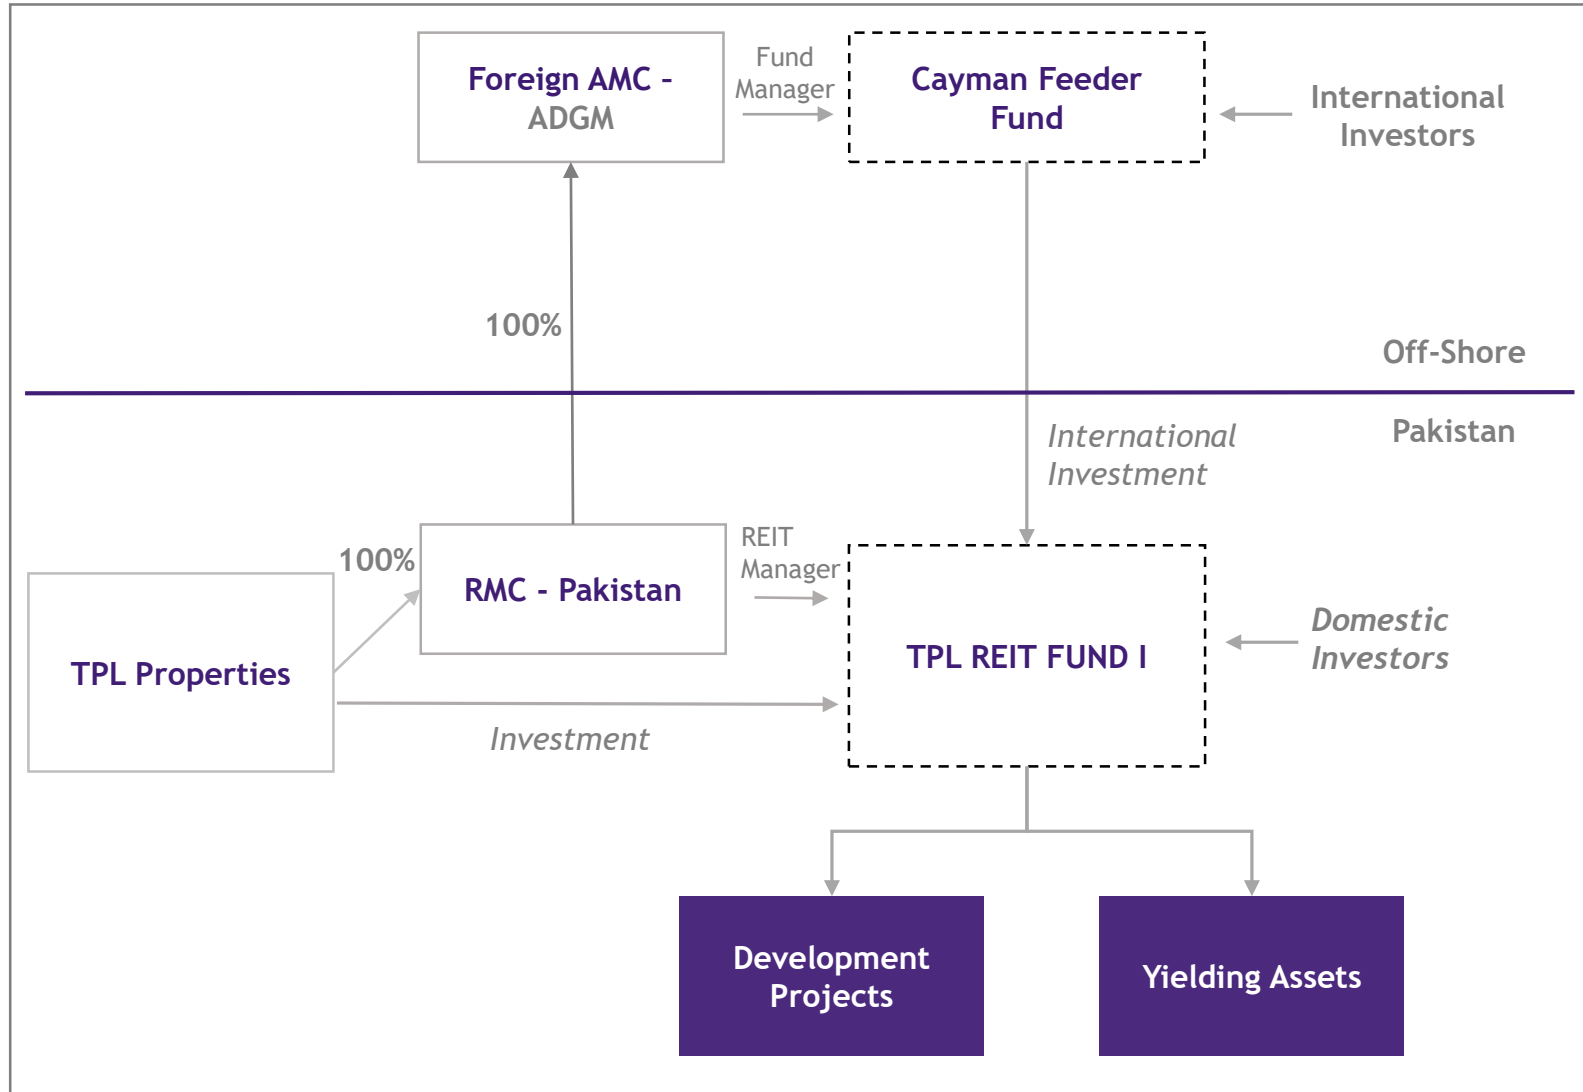 Foreign AMC –
ADGM
Fund
Manager
Cayman Feeder
Fund
International
Investors
100%
Off-Shore
Pakistan
International
Investment
100%
RMC - Pakistan
REIT
Manager
TPL Properties
TPL REIT FUND I
Domestic
Investors
Investment
Development
Projects
Yielding Assets